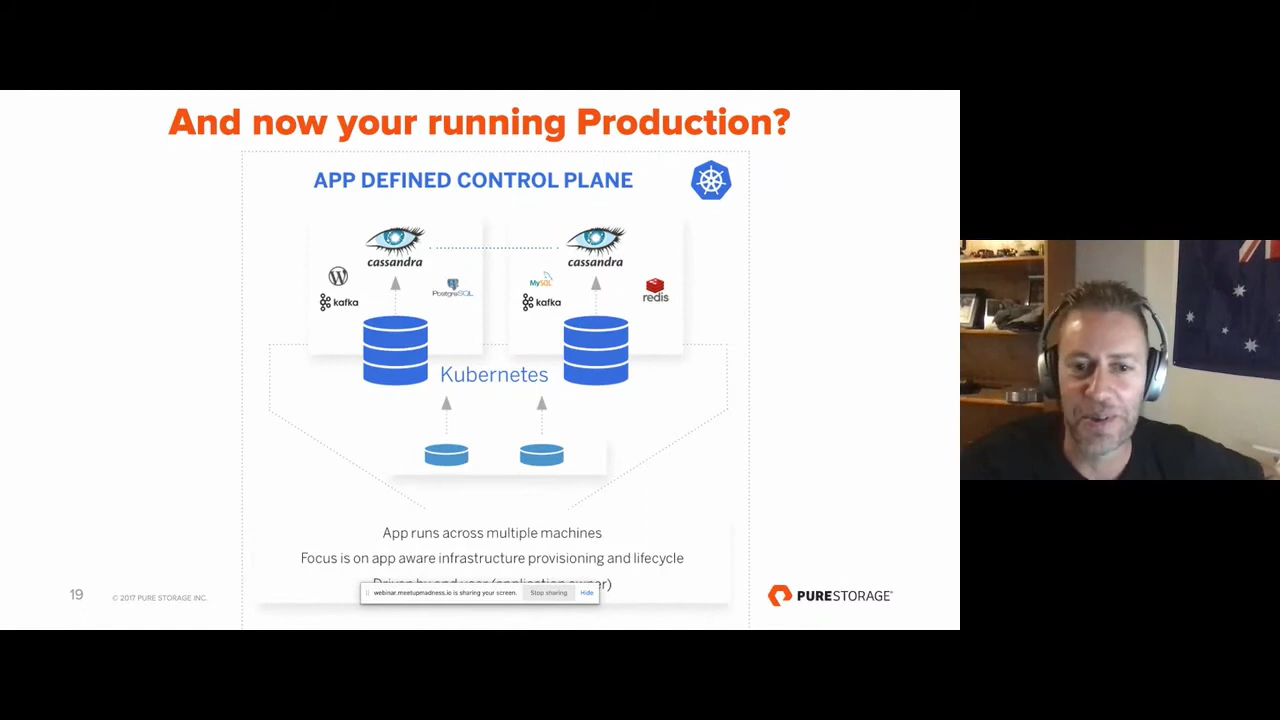 And now your running Production?
APP DEFINED CONTROL PLANE
cassandra
cassandra
kafka
PostgreSQL
MySQL
kafka
redis
Kubernetes
App runs across multiple machines
Focus is on app aware infrastructure provisioning and lifecycle
webinar.meetupmadness.io is sharing your screen. Stop sharing Hide
19
© 2017 PURE STORAGE INC.
PURESTORAGE